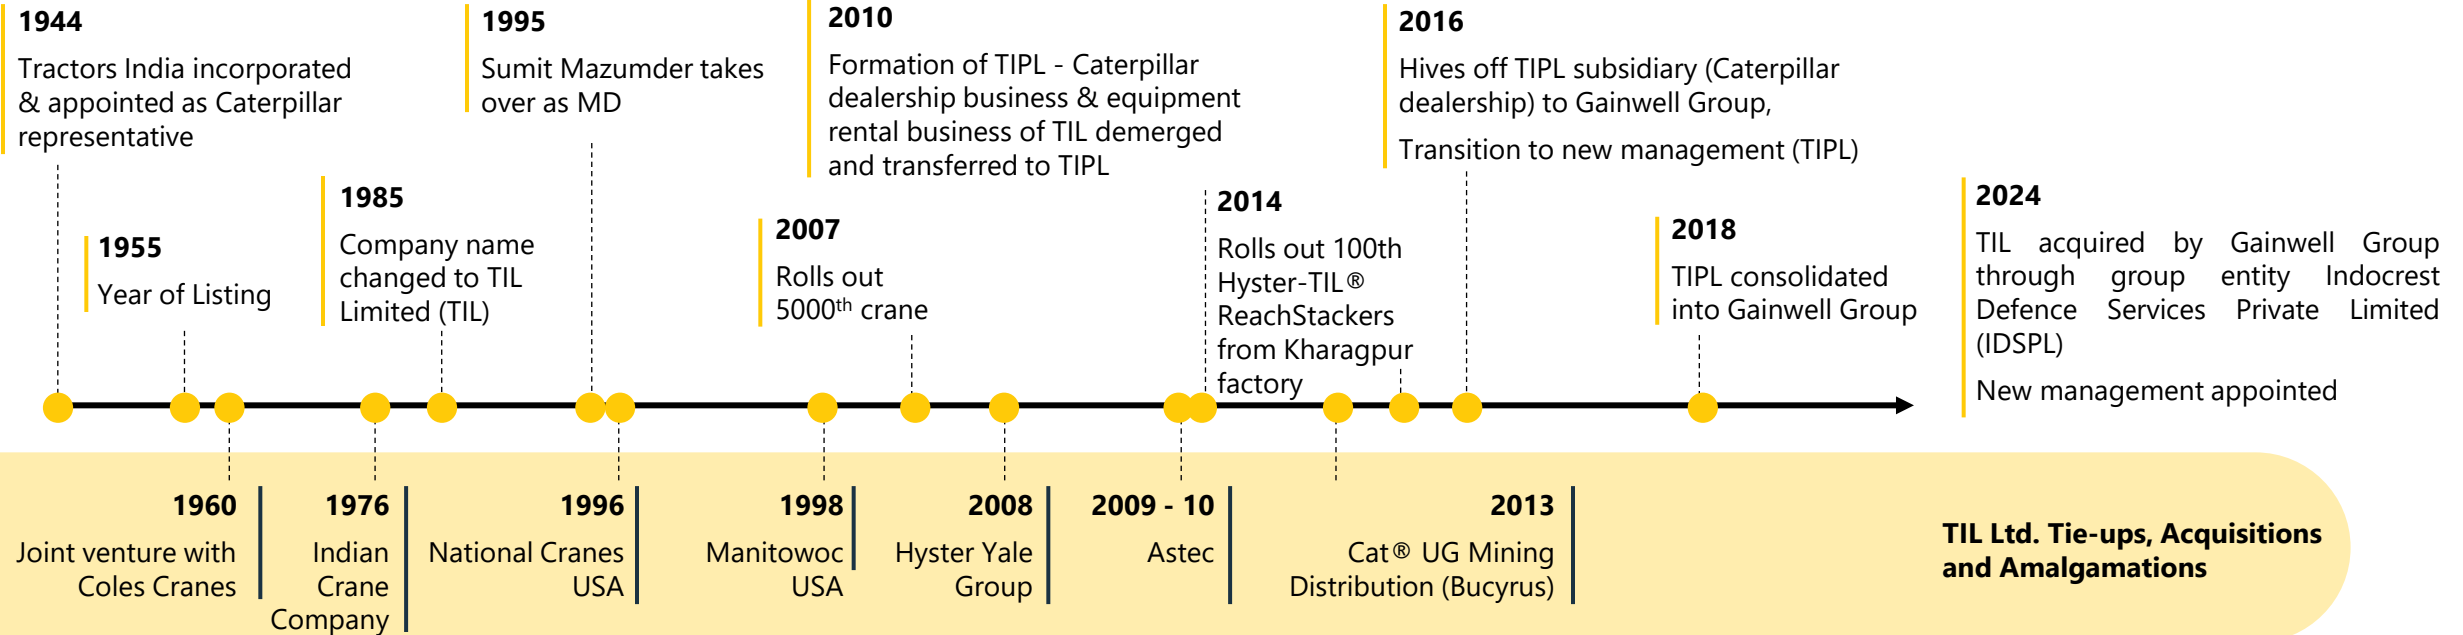 1944
Tractors India incorporated
& appointed as Caterpillar
representative
1955
Year of Listing
1985
Company name
changed to TIL
Limited (TIL)
1995
Sumit Mazumder takes
over as MD
2007
Rolls out
5000th crane
2010
Formation of TIPL - Caterpillar
dealership business & equipment
rental business of TIL demerged
and transferred to TIPL
2014
Rolls out 100th
Hyster-TIL®
ReachStackers
from Kharagpur
factory
2016
Hives off TIPL subsidiary (Caterpillar
dealership) to Gainwell Group,
Transition to new management (TIPL)
2018
TIPL consolidated
into Gainwell Group
2024
TIL acquired by Gainwell Group
through group entity Indocrest
Defence Services Private Limited
(IDSPL)
New management appointed
1960
Joint venture with
Coles Cranes
1976
Indian
Crane
Company
1996
National Cranes
USA
1998
Manitowoc
USA
2008
Hyster Yale
Group
2009 - 10
Astec
2013
Cat® UG Mining
Distribution (Bucyrus)
TIL Ltd. Tie-ups, Acquisitions
and Amalgamations